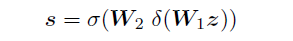 s = σ(W₂ δ(W₁z))